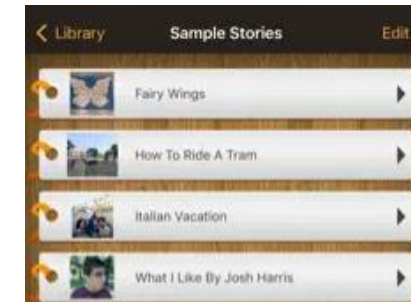 Library
Sample Stories
Edit
Fairy Wings
How To Ride A Tram
Italian Vacation
What I Like By Josh Harris